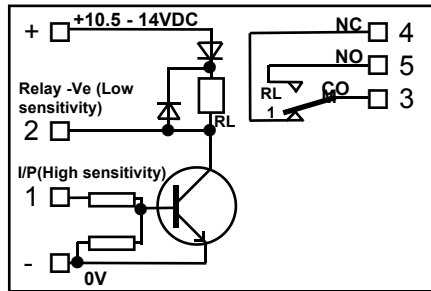 + +10.5 - 14VDC
NC 4
NO 5
RL CO 3
1
Relay -Ve (Low
sensitivity)
2
RL
I/P(High sensitivity)
1
-
0V